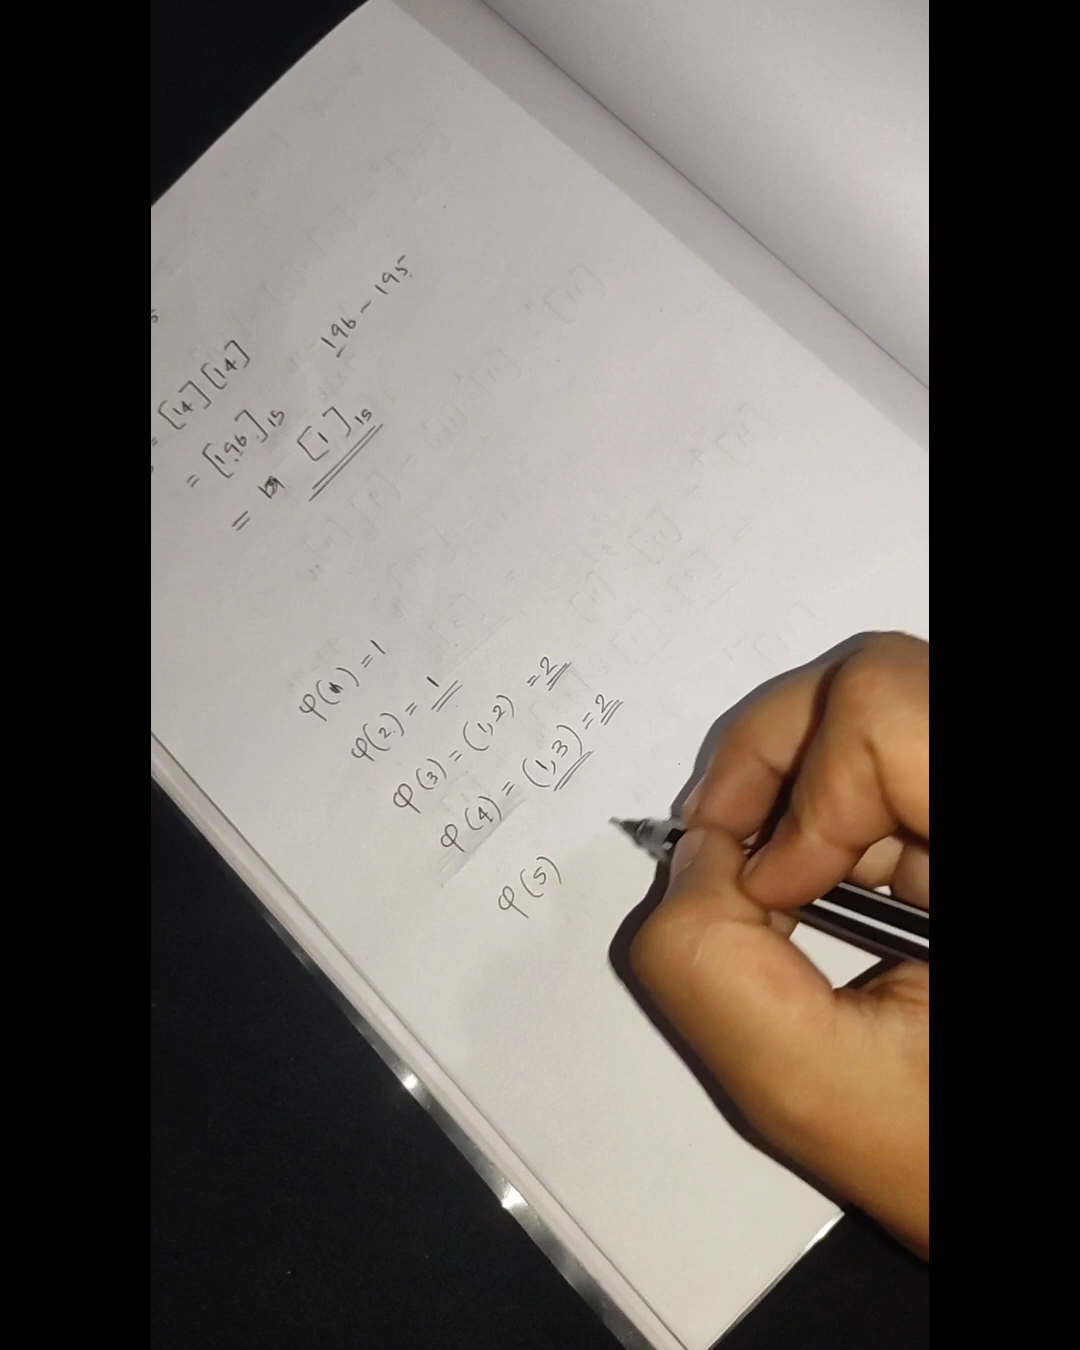 = [14][14]
= [196]15 196 - 195
= [1]15
φ(1) = 1
φ(2) = 1
φ(3) = (1,2) = 2
φ(4) = (1,3) = 2
φ(5)